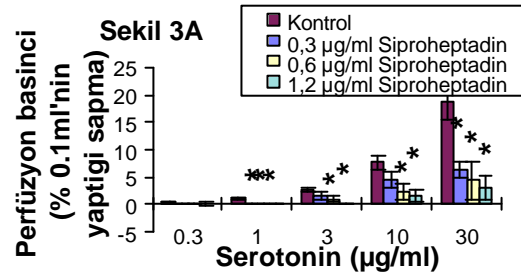 Sekil 3A
Kontrol
0,3 µg/ml Siproheptadin
0,6 µg/ml Siproheptadin
1,2 µg/ml Siproheptadin
Perfüzyon basinci
(% 0.1ml'nin
yaptigi sapma)
25
20
15
10
5
0
-5
***
* *
* *
* * *
0.3 1 3 10 30
Serotonin (µg/ml)